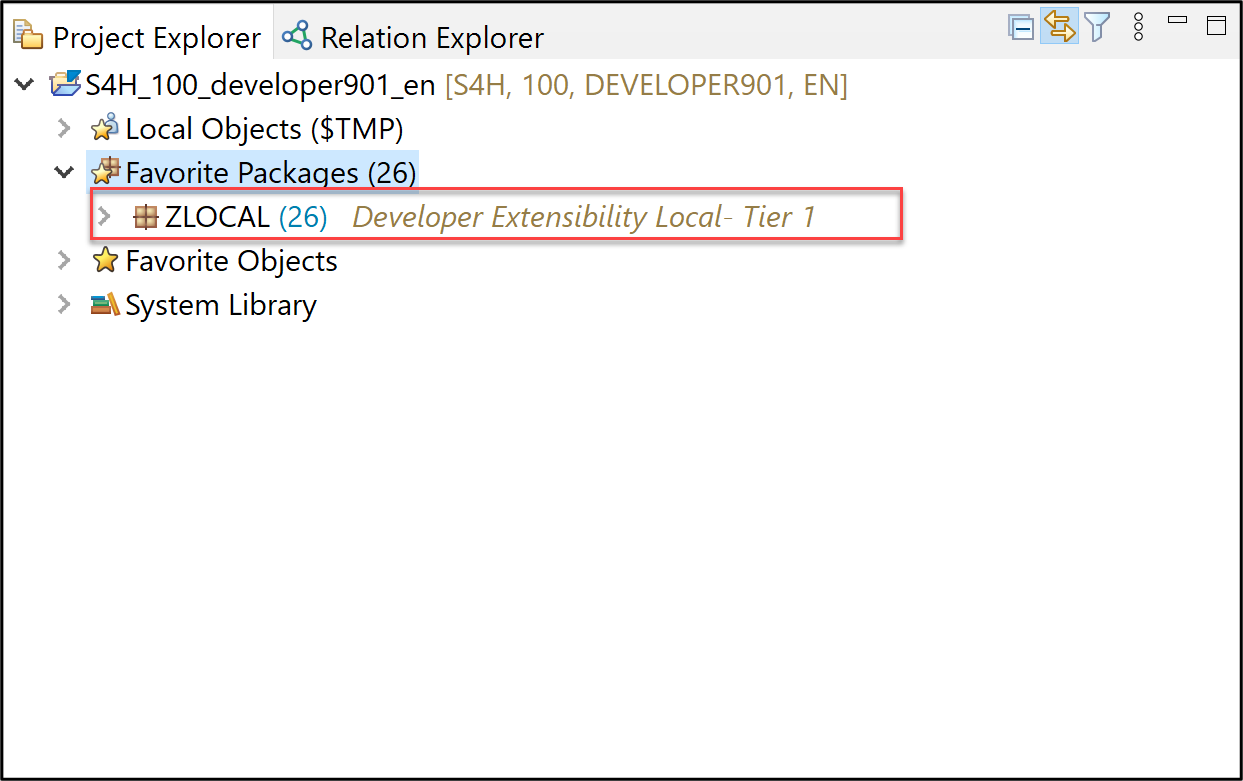 Project Explorer Relation Explorer
S4H_100_developer901_en [S4H, 100, DEVELOPER901, EN]
Local Objects ($TMP)
Favorite Packages (26)
ZLOCAL (26) Developer Extensibility Local- Tier 1
Favorite Objects
System Library